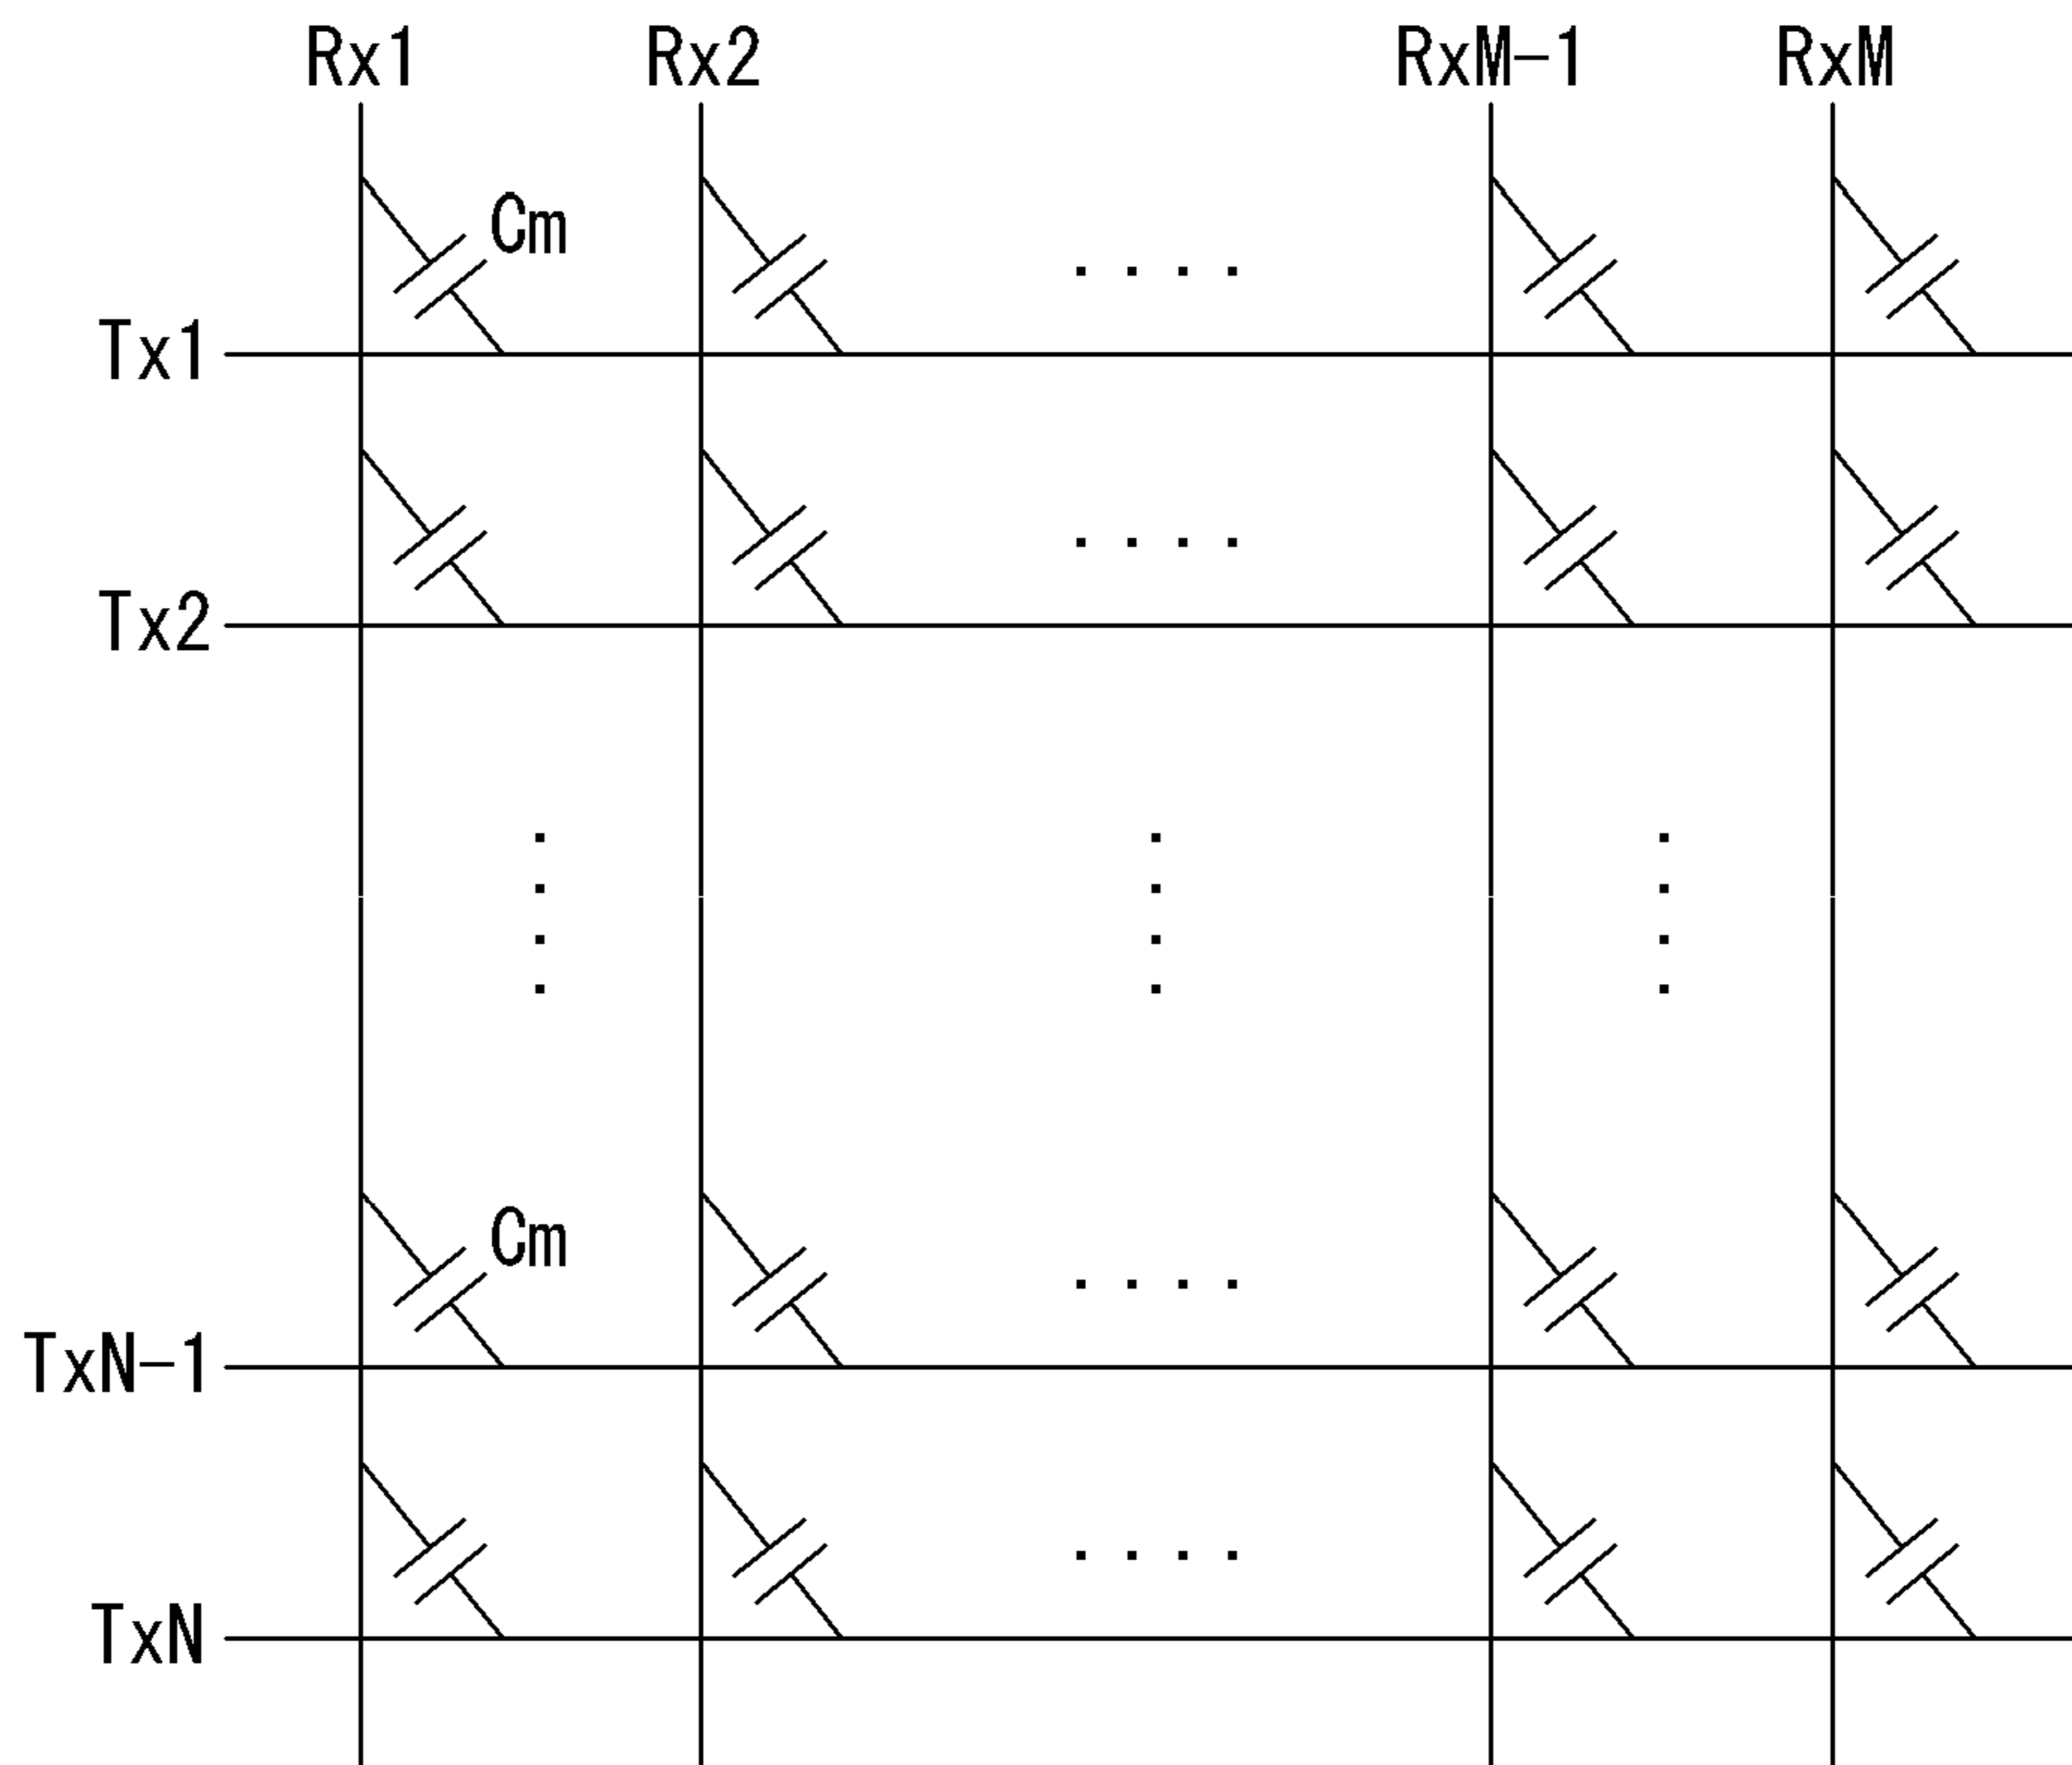 Rx1 Rx2 RxM-1 RxM
Cm
Tx1
Tx2
Cm
TxN-1
TxN